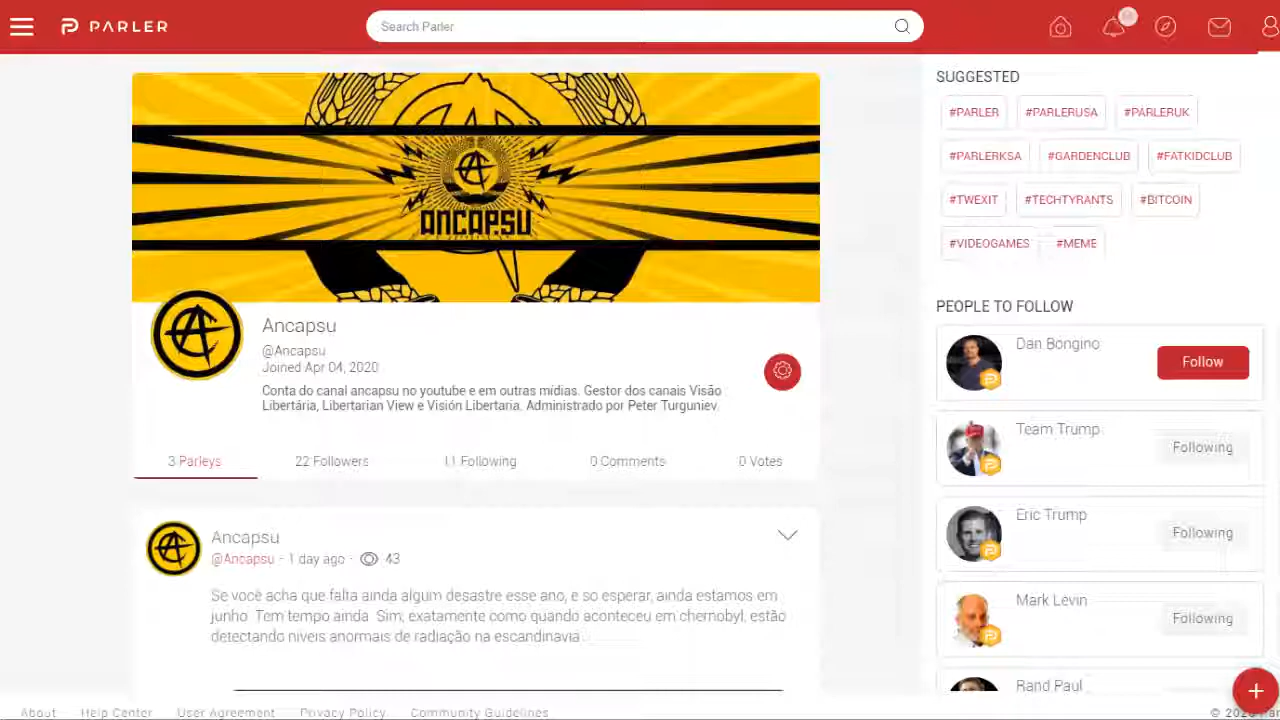 PARLER
Search Parler
ANCAPSU
Ancapsu
@Ancapsu
Joined Apr 04, 2020
Conta do canal ancapsu no youtube e em outras mídias. Gestor dos canais Visão
Libertária, Libertarian View e Visión Libertaria. Administrado por Peter Turguniev.
3 Parleys
22 Followers
11 Following
0 Comments
0 Votes
Ancapsu
@Ancapsu - 1 day ago · 43
Se você acha que falta ainda algum desastre esse ano, e so esperar, ainda estamos em
junho. Tem tempo ainda. Sim, exatamente como quando aconteceu em chernobyl, estão
detectando niveis anormais de radiação na escandinavia
SUGGESTED
#PARLER #PARLERUSA #PARLERUK
#PARLERKSA #GARDENCLUB #FATKIDCLUB
#TWEXIT #TECHTYRANTS #BITCOIN
#VIDEOGAMES #MEME
PEOPLE TO FOLLOW
Dan Bongino
Follow
Team Trump
Following
Eric Trump
Following
Mark Levin
Following
Rand Paul
About Help Center User Agreement Privacy Policy Community Guidelines
©